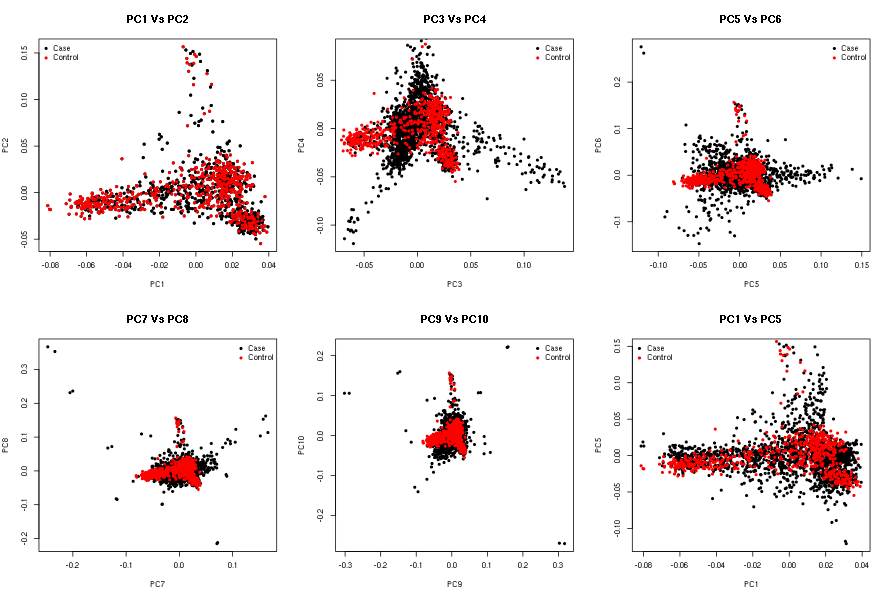 PC1 Vs PC2
PC3 Vs PC4
PC5 Vs PC6
Case
Control
0.15
0.10
0.05
0.00
-0.05
PC2
-0.08
-0.06
-0.04
-0.02
0.00
0.02
0.04
PC1
Case
Control
0.05
0.00
-0.05
-0.10
PC4
-0.05
0.00
0.05
0.10
PC3
Case
Control
0.2
0.1
0.0
-0.1
PC6
-0.10
-0.05
0.00
0.05
0.10
0.15
PC5
PC7 Vs PC8
PC9 Vs PC10
PC1 Vs PC5
Case
Control
0.3
0.2
0.1
0.0
-0.1
-0.2
PC8
-0.2
-0.1
0.0
0.1
PC7
Case
Control
0.2
0.1
0.0
-0.1
-0.2
PC10
-0.3
-0.2
-0.1
0.0
0.1
0.2
0.3
PC9
Case
Control
0.15
0.10
0.05
0.00
-0.05
-0.10
PC5
-0.08
-0.06
-0.04
-0.02
0.00
0.02
0.04
PC1